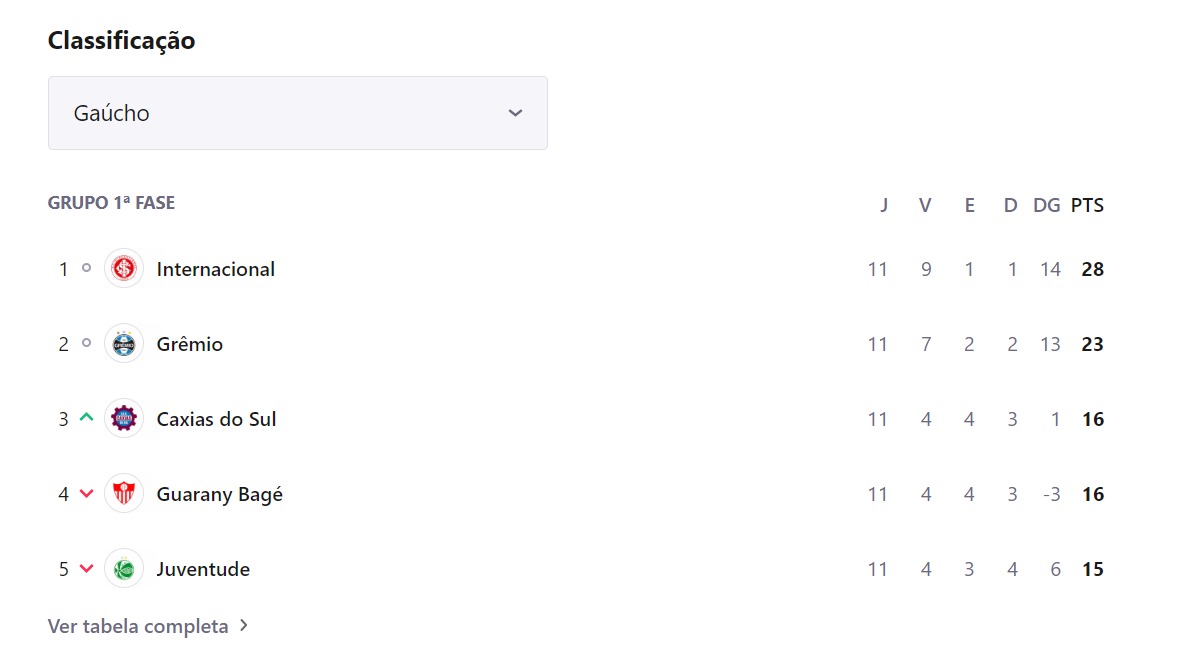 Classificação
Gaúcho
GRUPO 1ª FASE J V E D DG PTS
1 Internacional 11 9 1 1 14 28
2 Grêmio 11 7 2 2 13 23
3 Caxias do Sul 11 4 4 3 1 16
4 Guarany Bagé 11 4 4 3 -3 16
5 Juventude 11 4 3 4 6 15
Ver tabela completa